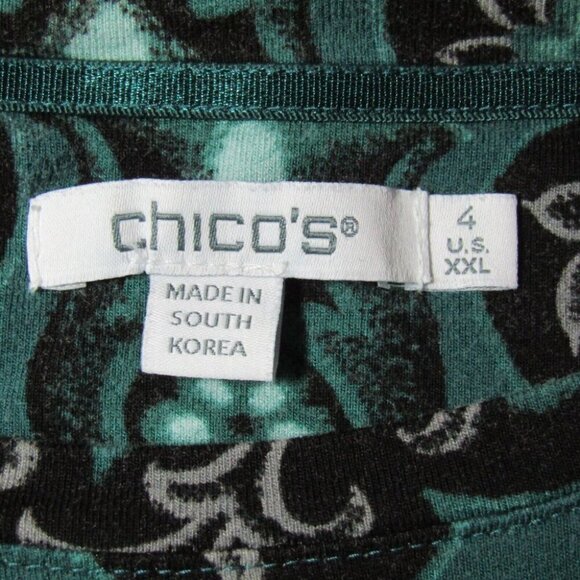 chico's®
4
U.S.
XXL
MADE IN
SOUTH
KOREA